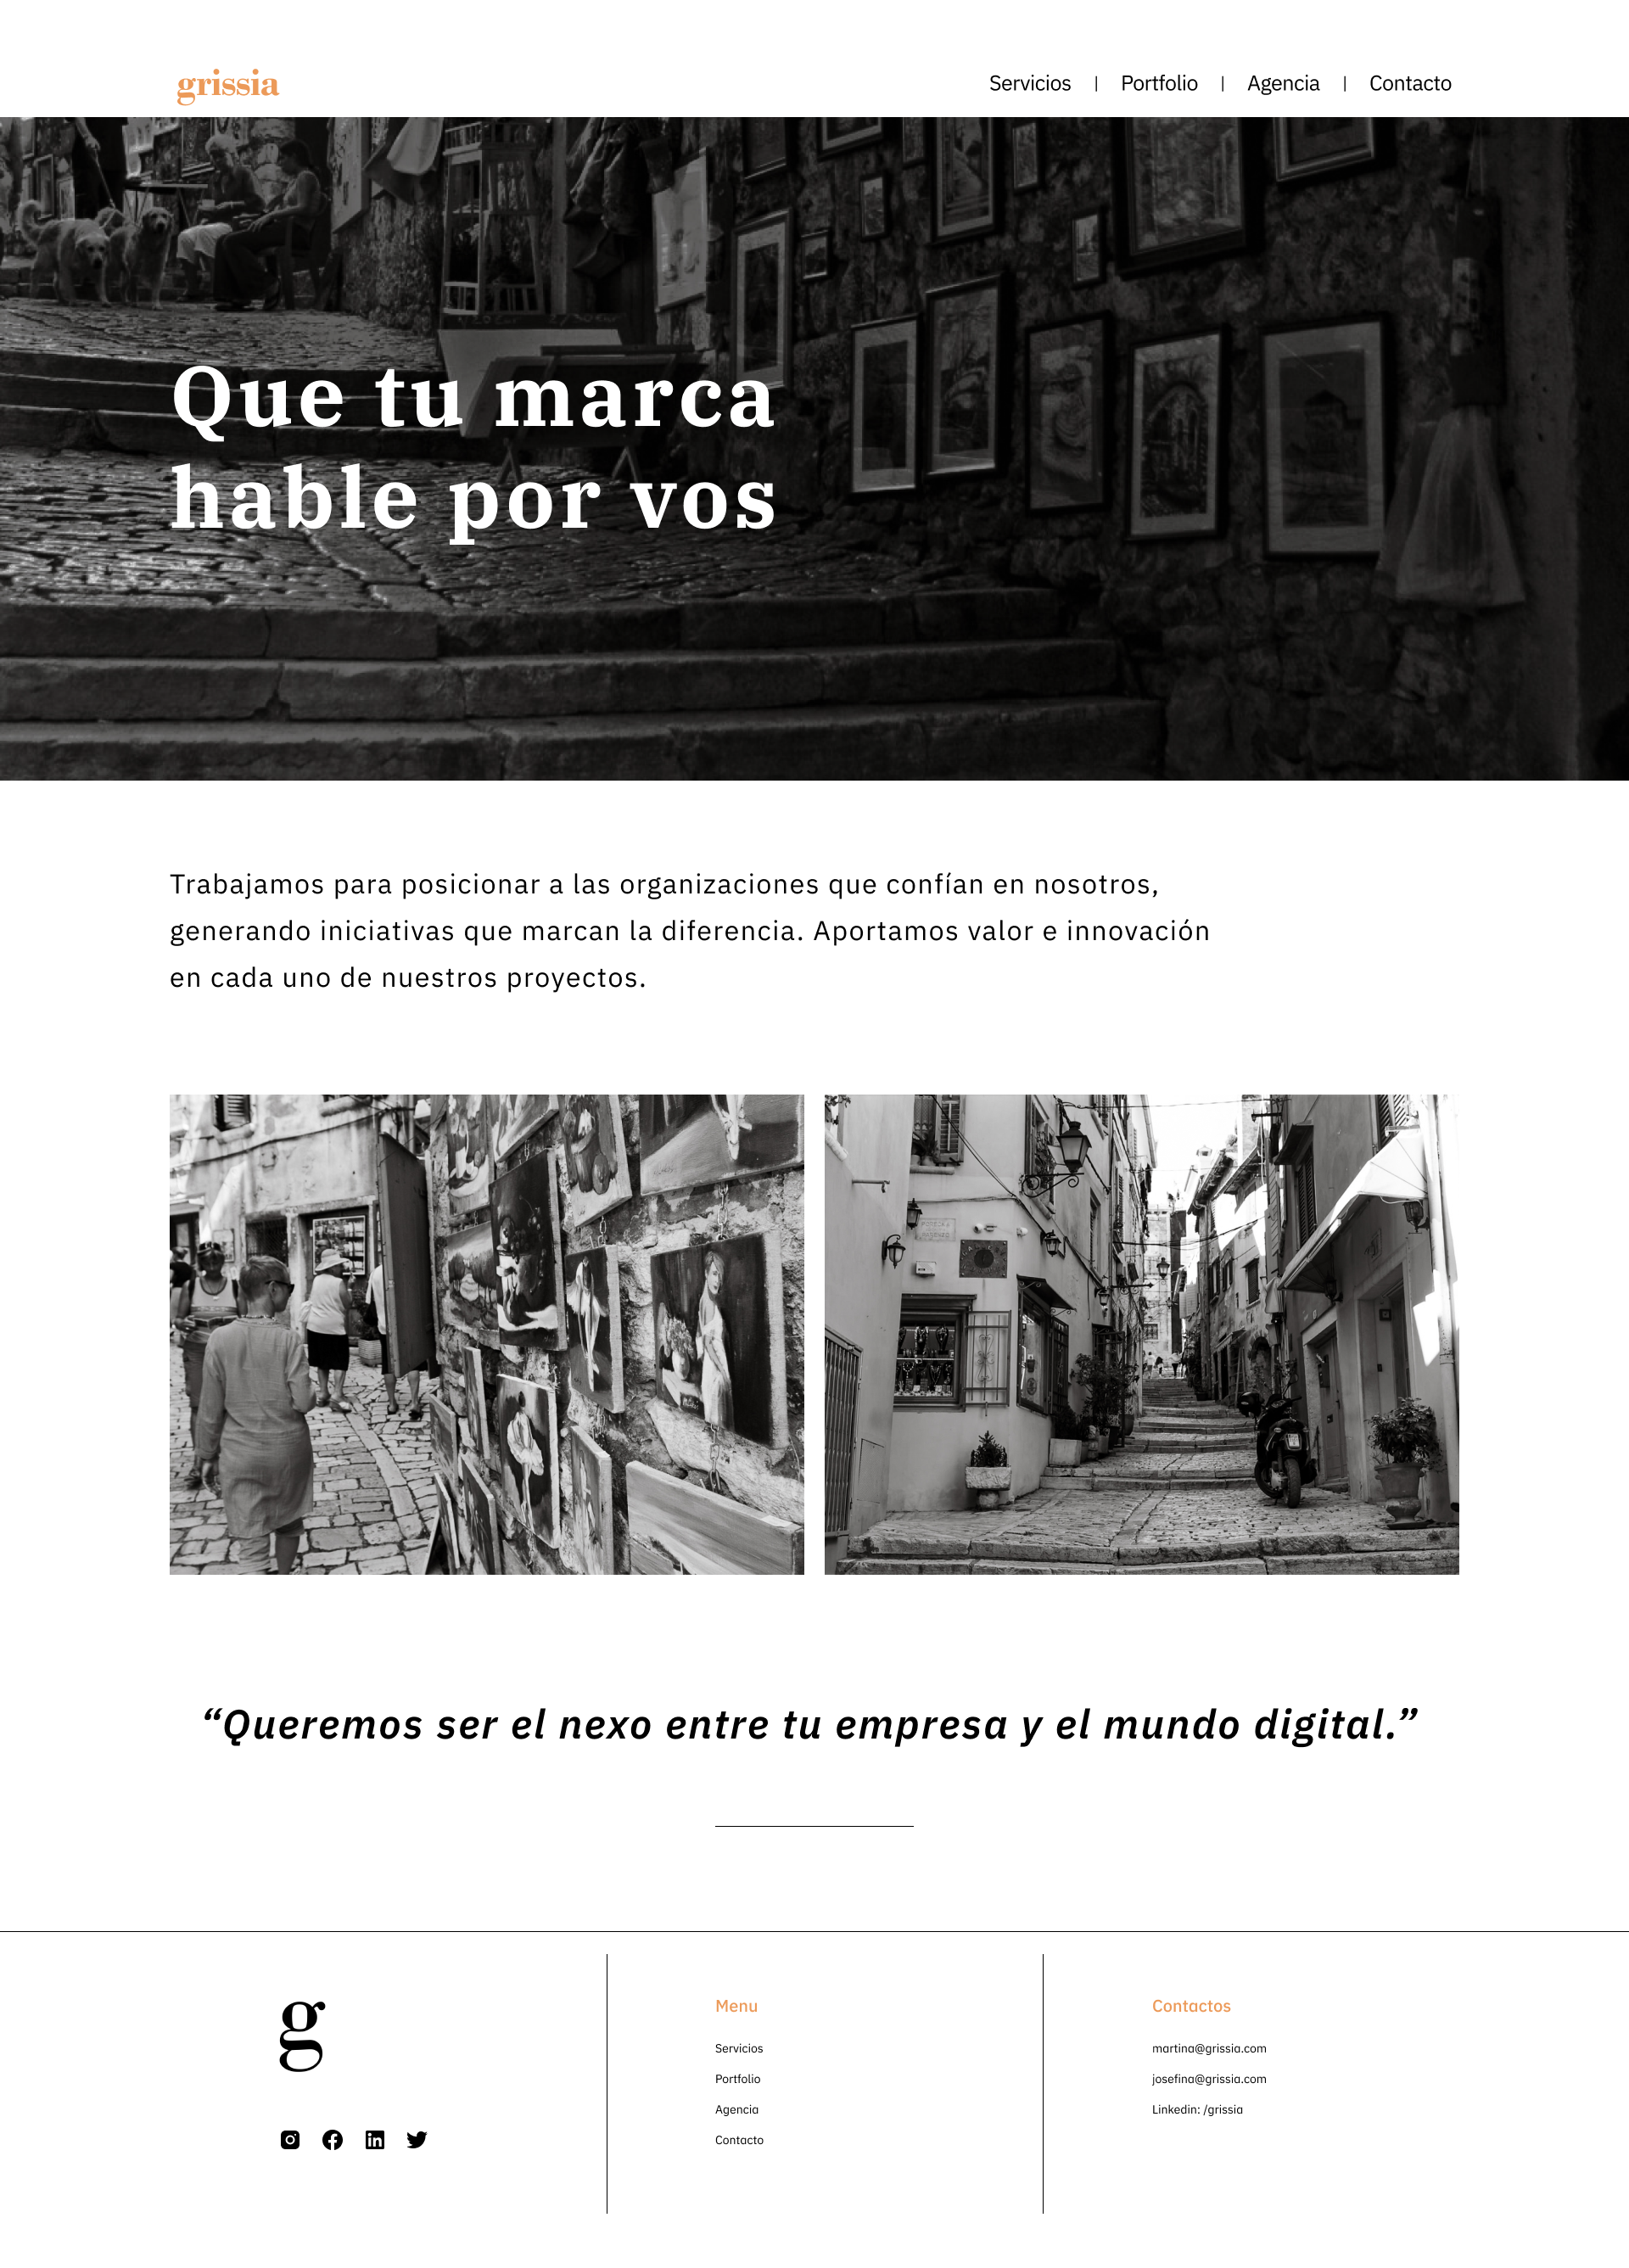 grissia
Servicios | Portfolio | Agencia | Contacto
Que tu marca
hable por vos
Trabajamos para posicionar a las organizaciones que confían en nosotros,
generando iniciativas que marcan la diferencia. Aportamos valor e innovación
en cada uno de nuestros proyectos.
“Queremos ser el nexo entre tu empresa y el mundo digital.”
g
Menu
Servicios
Portfolio
Agencia
Contacto
Contactos
martina@grissia.com
josefina@grissia.com
Linkedin: /grissia